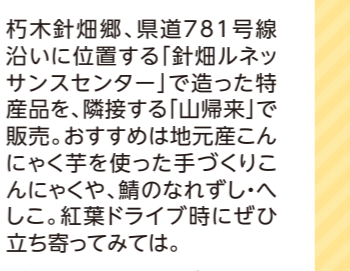 朽木針畑郷、県道781号線
沿いに位置する「針畑ルネッ
サンスセンター」で造った特
産品を、隣接する「山帰来」で
販売。おすすめは地元産こん
にゃく芋を使った手づくりこ
んにゃくや、鯖のなれずし・へ
しこ。紅葉ドライブ時にぜひ
立ち寄ってみては。